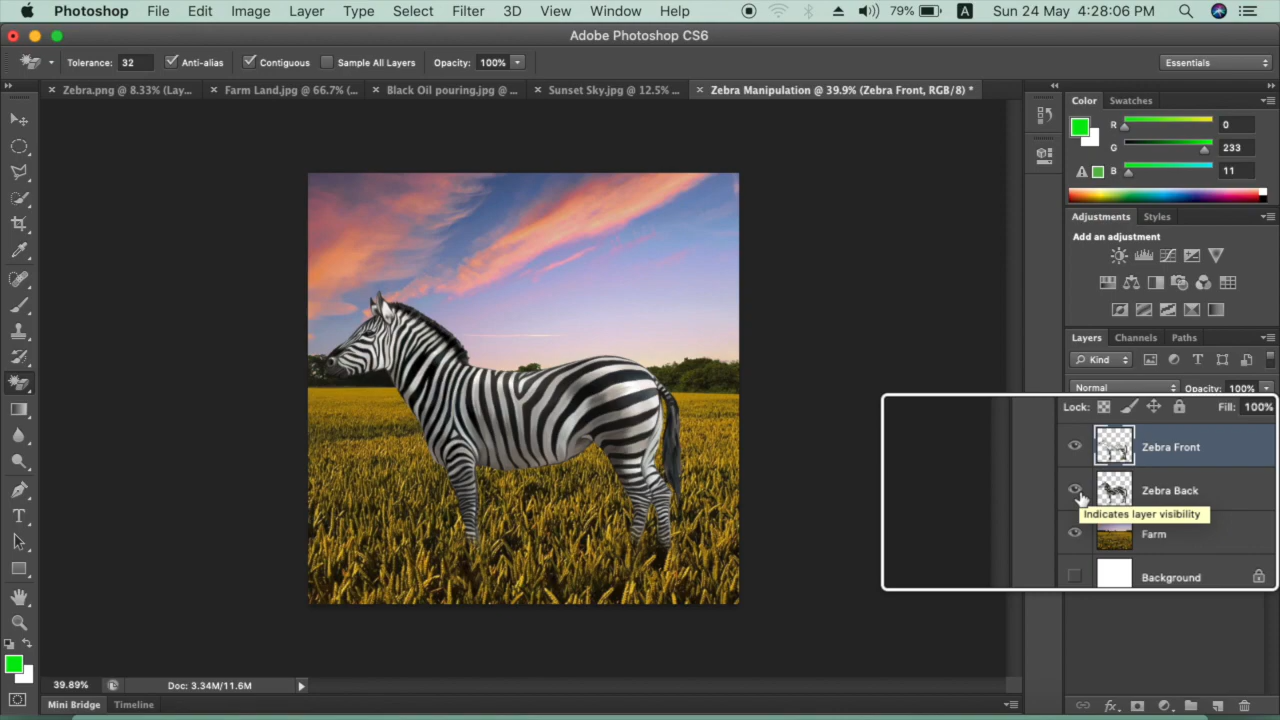 Photoshop File Edit Image Layer Type Select Filter 3D View Window Help 79% A Sun 24 May 4:28:06 PM
Adobe Photoshop CS6
Tolerance: 32 Anti-alias Contiguous Sample All Layers Opacity: 100% Essentials
Zebra.png @ 8.33% (Lay... Farm Land.jpg @ 66.7% (... Black Oil pouring.jpg @ ... Sunset Sky.jpg @ 12.5% ... Zebra Manipulation @ 39.9% (Zebra Front, RGB/8) *
Color Swatches
R 0
G 233
B 11
Adjustments Styles
Add an adjustment
Layers Channels Paths
Kind T
Normal Opacity: 100%
Lock: Fill: 100%
Zebra Front
Zebra Back
Indicates layer visibility
Farm
Background
T
39.89% Doc: 3.34M/11.6M
Mini Bridge Timeline fx